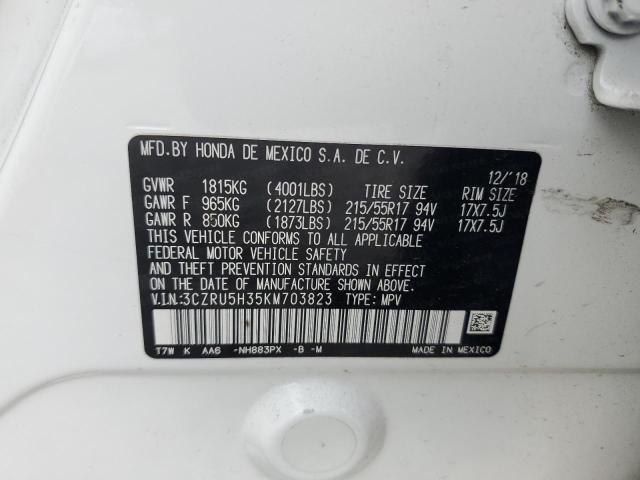 MFD.BY HONDA DE MEXICO S.A. DE C.V.
12/'18
GVWR 1815KG (4001LBS) TIRE SIZE RIM SIZE
GAWR F 965KG (2127LBS) 215/55R17 94V 17X7.5J
GAWR R 850KG (1873LBS) 215/55R17 94V 17X7.5J
THIS VEHICLE CONFORMS TO ALL APPLICABLE
FEDERAL MOTOR VEHICLE SAFETY
AND THEFT PREVENTION STANDARDS IN EFFECT
ON THE DATE OF MANUFACTURE SHOWN ABOVE.
V.I.N:3CZRU5H35KM703823 TYPE: MPV
T7W K AA6 -NH883PX -B -M MADE IN MEXICO